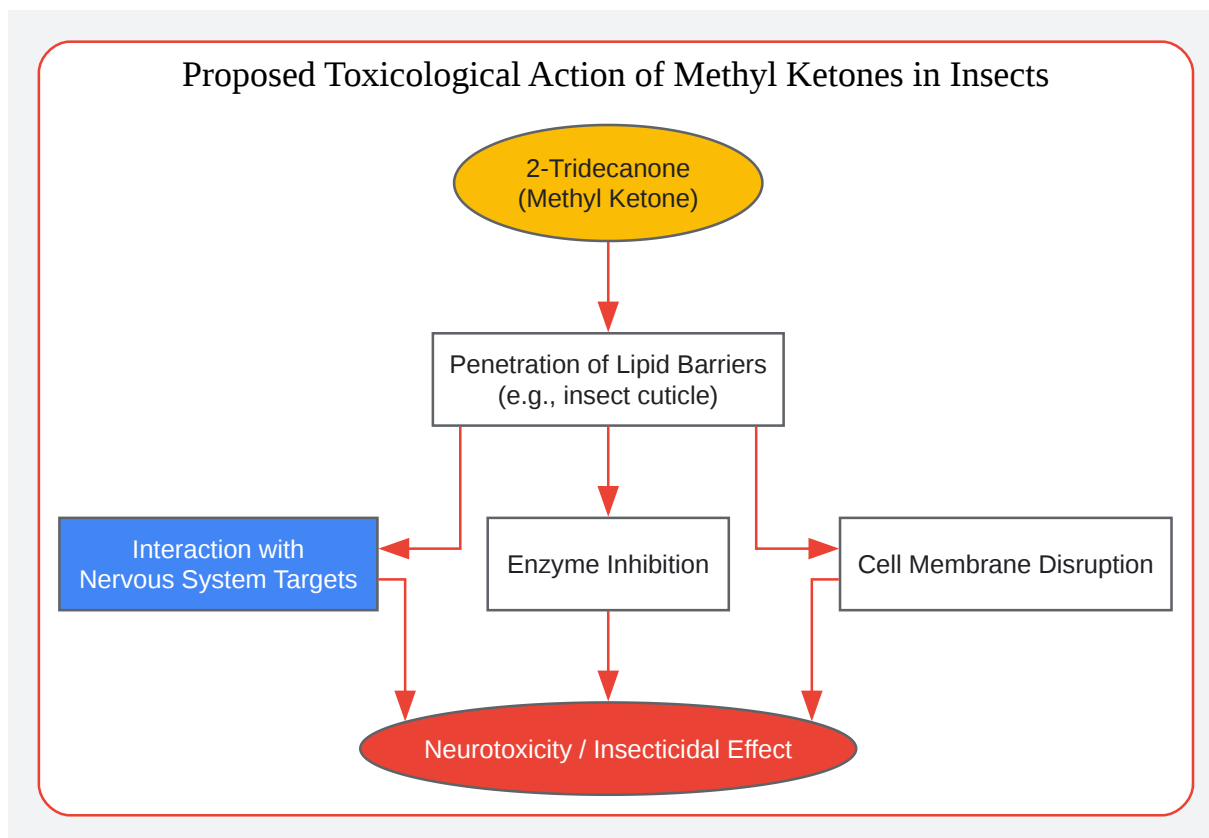 Proposed Toxicological Action of Methyl Ketones in Insects
2-Tridecanone
(Methyl Ketone)
Penetration of Lipid Barriers
(e.g., insect cuticle)
Interaction with
Nervous System Targets
Enzyme Inhibition
Cell Membrane Disruption
Neurotoxicity / Insecticidal Effect